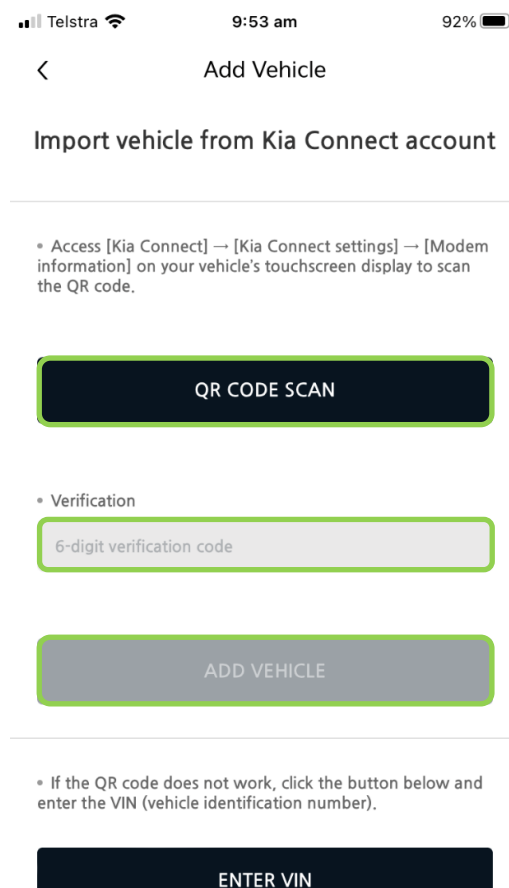 Telstra 9:53 am 92%
Add Vehicle
Import vehicle from Kia Connect account
• Access [Kia Connect] → [Kia Connect settings] → [Modem
information] on your vehicle's touchscreen display to scan
the QR code.
QR CODE SCAN
• Verification
6-digit verification code
ADD VEHICLE
• If the QR code does not work, click the button below and
enter the VIN (vehicle identification number).
ENTER VIN